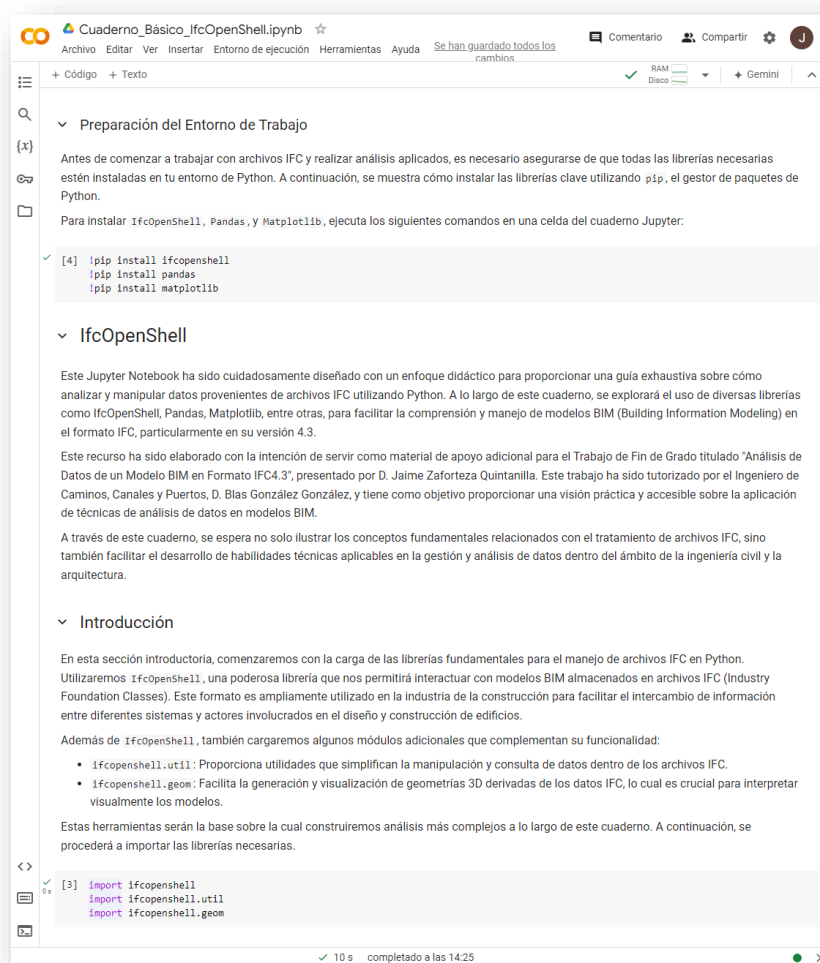 Cuaderno_Básico_IfcOpenShell.ipynb
Archivo Editar Ver Insertar Entorno de ejecución Herramientas Ayuda Se han guardado todos los cambios
Comentario Compartir J
+ Código + Texto
RAM
Disco
Gemini
{x}
Preparación del Entorno de Trabajo
Antes de comenzar a trabajar con archivos IFC y realizar análisis aplicados, es necesario asegurarse de que todas las librerías necesarias
estén instaladas en tu entorno de Python. A continuación, se muestra cómo instalar las librerías clave utilizando pip, el gestor de paquetes de
Python.
Para instalar IfcOpenShell, Pandas, y Matplotlib, ejecuta los siguientes comandos en una celda del cuaderno Jupyter:
[4] !pip install ifcopenshell
!pip install pandas
!pip install matplotlib
IfcOpenShell
Este Jupyter Notebook ha sido cuidadosamente diseñado con un enfoque didáctico para proporcionar una guía exhaustiva sobre cómo
analizar y manipular datos provenientes de archivos IFC utilizando Python. A lo largo de este cuaderno, se explorará el uso de diversas librerías
como IfcOpenShell, Pandas, Matplotlib, entre otras, para facilitar la comprensión y manejo de modelos BIM (Building Information Modeling) en
el formato IFC, particularmente en su versión 4.3.
Este recurso ha sido elaborado con la intención de servir como material de apoyo adicional para el Trabajo de Fin de Grado titulado "Análisis de
Datos de un Modelo BIM en Formato IFC4.3", presentado por D. Jaime Zaforteza Quintanilla. Este trabajo ha sido tutorizado por el Ingeniero de
Caminos, Canales y Puertos, D. Blas González González, y tiene como objetivo proporcionar una visión práctica y accesible sobre la aplicación
de técnicas de análisis de datos en modelos BIM.
A través de este cuaderno, se espera no solo ilustrar los conceptos fundamentales relacionados con el tratamiento de archivos IFC, sino
también facilitar el desarrollo de habilidades técnicas aplicables en la gestión y análisis de datos dentro del ámbito de la ingeniería civil y la
arquitectura.
Introducción
En esta sección introductoria, comenzaremos con la carga de las librerías fundamentales para el manejo de archivos IFC en Python.
Utilizaremos IfcOpenShell, una poderosa librería que nos permitirá interactuar con modelos BIM almacenados en archivos IFC (Industry
Foundation Classes). Este formato es ampliamente utilizado en la industria de la construcción para facilitar el intercambio de información
entre diferentes sistemas y actores involucrados en el diseño y construcción de edificios.
Además de IfcOpenShell, también cargaremos algunos módulos adicionales que complementan su funcionalidad:
• ifcopenshell.util: Proporciona utilidades que simplifican la manipulación y consulta de datos dentro de los archivos IFC.
• ifcopenshell.geom: Facilita la generación y visualización de geometrías 3D derivadas de los datos IFC, lo cual es crucial para interpretar
visualmente los modelos.
Estas herramientas serán la base sobre la cual construiremos análisis más complejos a lo largo de este cuaderno. A continuación, se
procederá a importar las librerías necesarias.
0 s [3] import ifcopenshell
import ifcopenshell.util
import ifcopenshell.geom
10 s completado a las 14:25